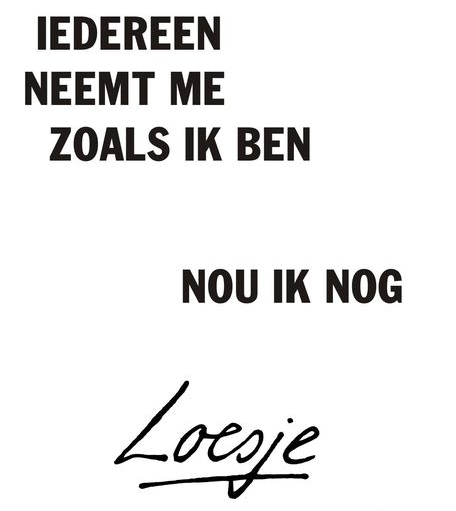 IEDEREEN
NEEMT ME
ZOALS IK BEN
NOU IK NOG
Loesje